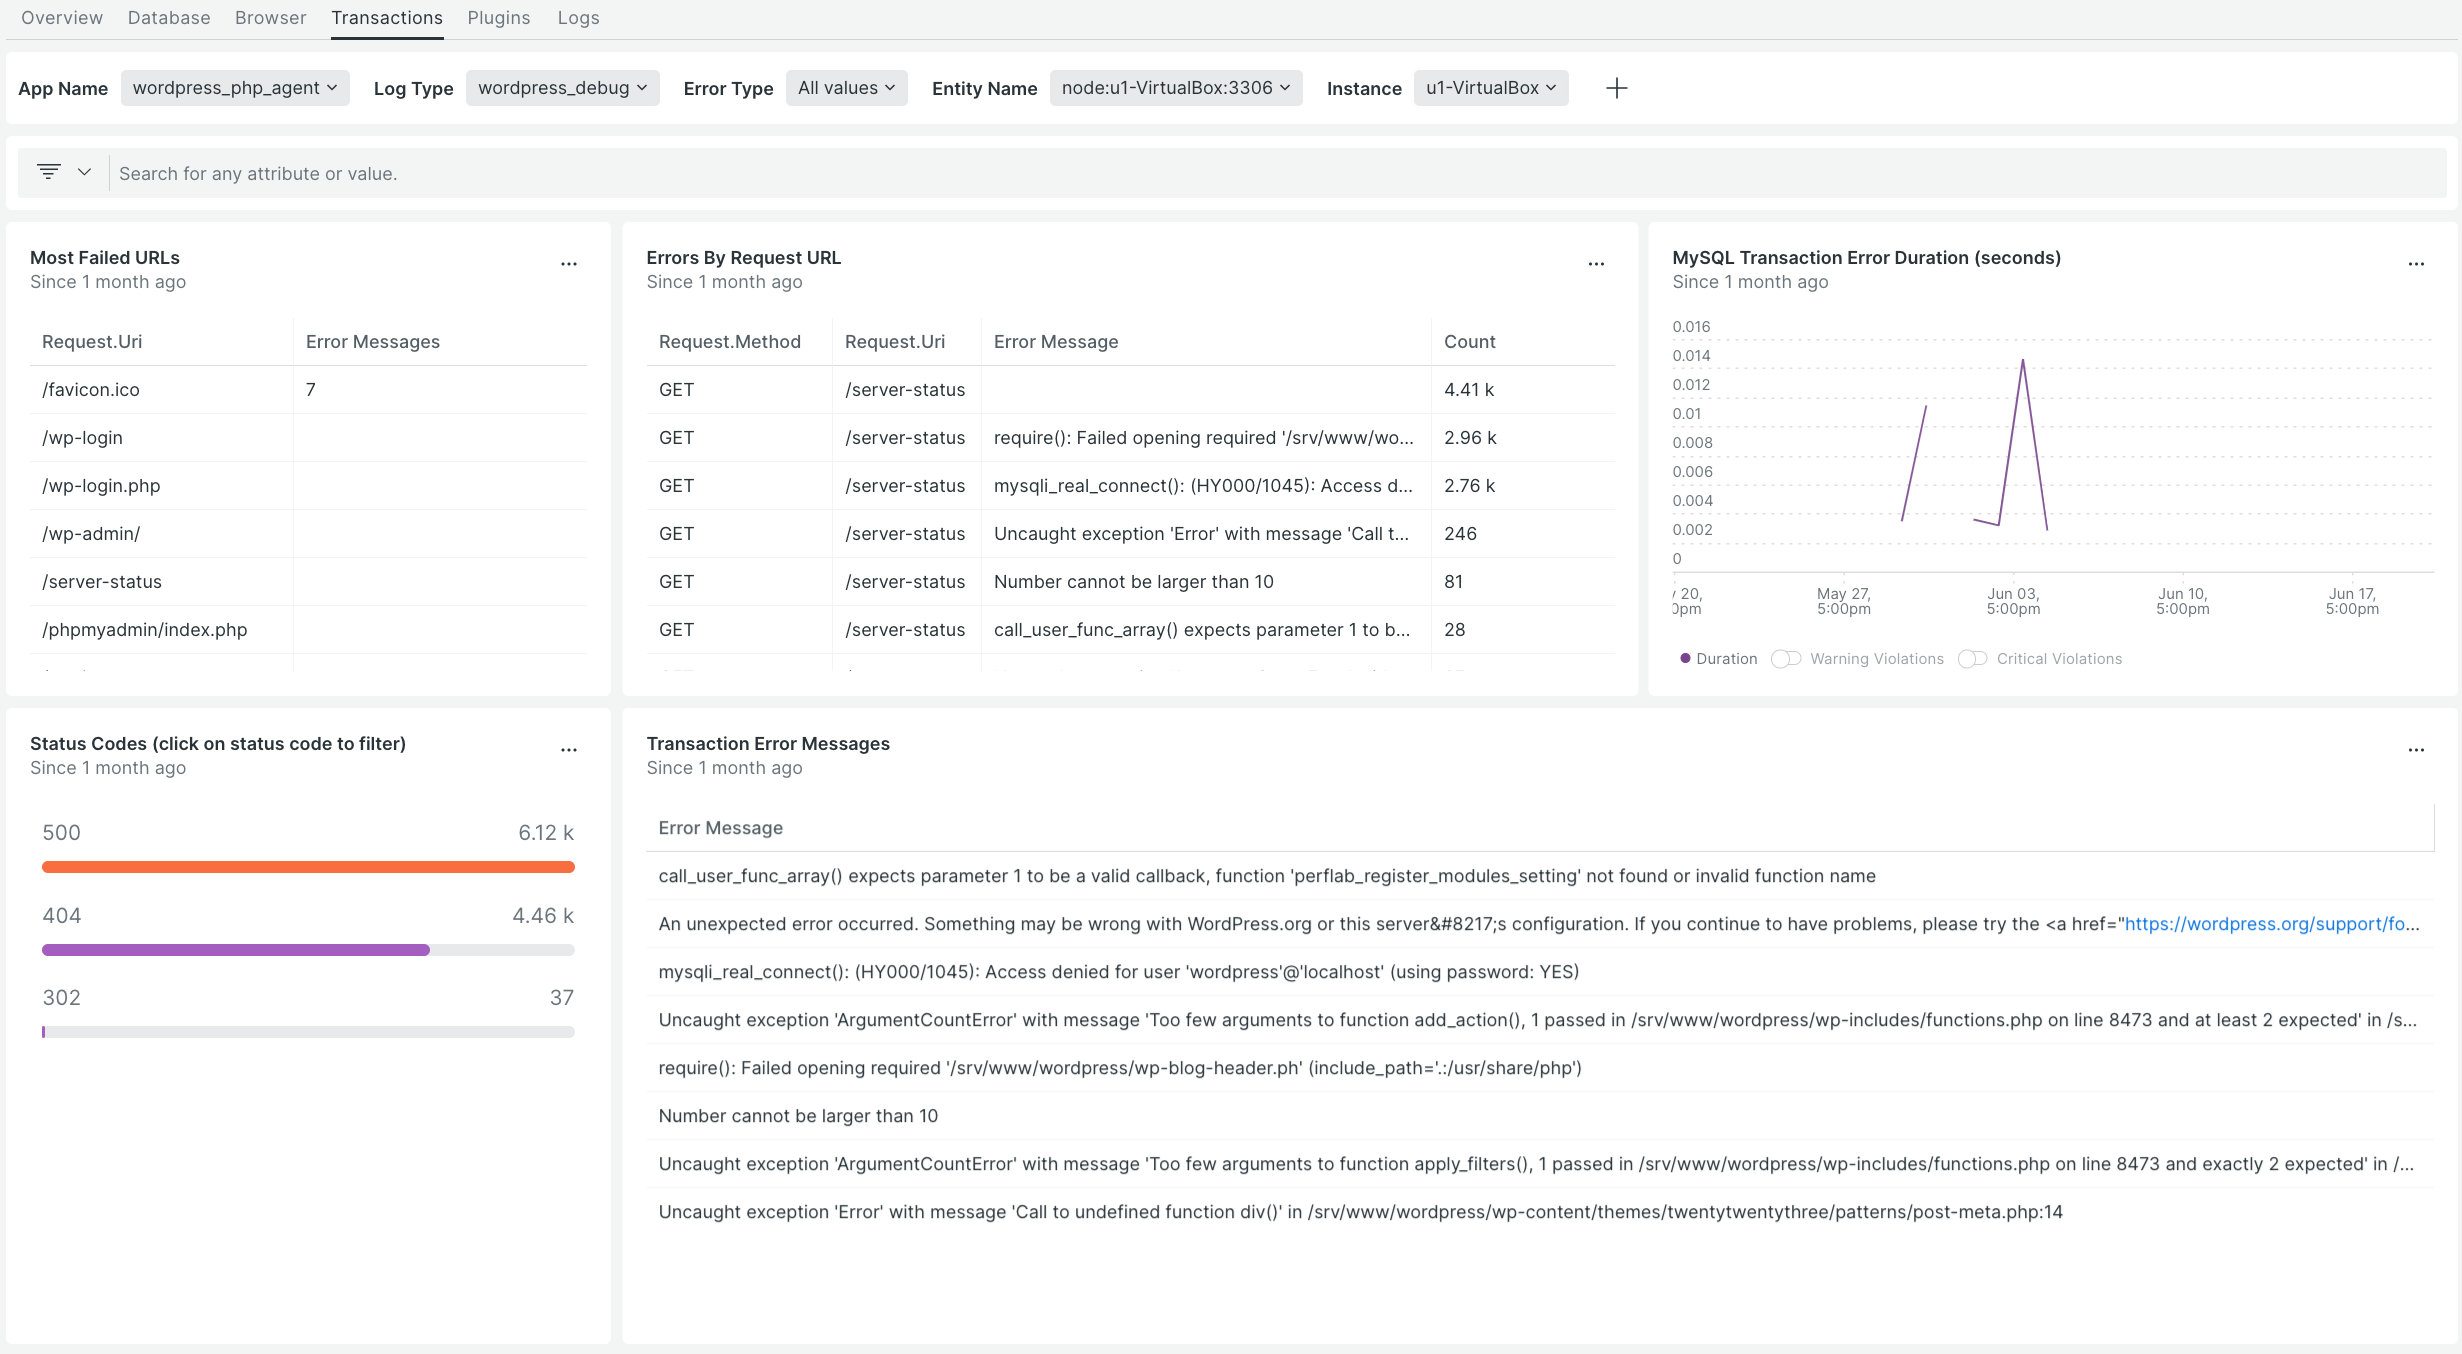 Overview Database Browser Transactions Plugins Logs
App Name wordpress_php_agent Log Type wordpress_debug Error Type All values Entity Name node:u1-VirtualBox:3306 Instance u1-VirtualBox
Search for any attribute or value.
Most Failed URLs
Since 1 month ago
Request.Uri Error Messages
/favicon.ico 7
/wp-login
/wp-login.php
/wp-admin/
/server-status
/phpmyadmin/index.php
Errors By Request URL
Since 1 month ago
Request.Method Request.Uri Error Message Count
GET /server-status 4.41 k
GET /server-status require(): Failed opening required '/srv/www/wo... 2.96 k
GET /server-status mysqli_real_connect(): (HY000/1045): Access d... 2.76 k
GET /server-status Uncaught exception 'Error' with message 'Call t... 246
GET /server-status Number cannot be larger than 10 81
GET /server-status call_user_func_array() expects parameter 1 to b... 28
MySQL Transaction Error Duration (seconds)
Since 1 month ago
0.016
0.014
0.012
0.01
0.008
0.006
0.004
0.002
0
20, May 27, Jun 03, Jun 10, Jun 17,
0pm 5:00pm 5:00pm 5:00pm 5:00pm
Duration Warning Violations Critical Violations
Status Codes (click on status code to filter)
Since 1 month ago
500 6.12 k
404 4.46 k
302 37
Transaction Error Messages
Since 1 month ago
Error Message
call_user_func_array() expects parameter 1 to be a valid callback, function 'perflab_register_modules_setting' not found or invalid function name
An unexpected error occurred. Something may be wrong with WordPress.org or this server&#8217;s configuration. If you continue to have problems, please try the <a href="https://wordpress.org/support/fo...
mysqli_real_connect(): (HY000/1045): Access denied for user 'wordpress'@'localhost' (using password: YES)
Uncaught exception 'ArgumentCountError' with message 'Too few arguments to function add_action(), 1 passed in /srv/www/wordpress/wp-includes/functions.php on line 8473 and at least 2 expected' in /s...
require(): Failed opening required '/srv/www/wordpress/wp-blog-header.ph' (include_path='.:/usr/share/php')
Number cannot be larger than 10
Uncaught exception 'ArgumentCountError' with message 'Too few arguments to function apply_filters(), 1 passed in /srv/www/wordpress/wp-includes/functions.php on line 8473 and exactly 2 expected' in /...
Uncaught exception 'Error' with message 'Call to undefined function div()' in /srv/www/wordpress/wp-content/themes/twentytwentythree/patterns/post-meta.php:14